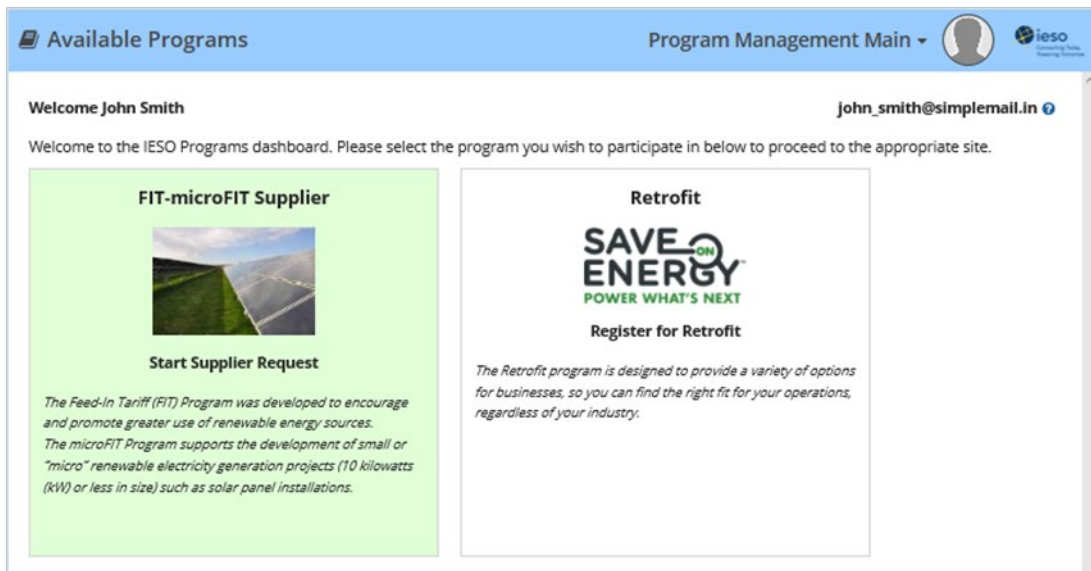 Available Programs
Program Management Main
ieso
Connecting Today.
Powering Tomorrow.
Welcome John Smith
john_smith@simplemail.in
Welcome to the IESO Programs dashboard. Please select the program you wish to participate in below to proceed to the appropriate site.
FIT-microFIT Supplier
Start Supplier Request
The Feed-In Tariff (FIT) Program was developed to encourage
and promote greater use of renewable energy sources.
The microFIT Program supports the development of small or
"micro" renewable electricity generation projects (10 kilowatts
(kW) or less in size) such as solar panel installations.
Retrofit
SAVE ON
ENERGY™
POWER WHAT'S NEXT
Register for Retrofit
The Retrofit program is designed to provide a variety of options
for businesses, so you can find the right fit for your operations,
regardless of your industry.